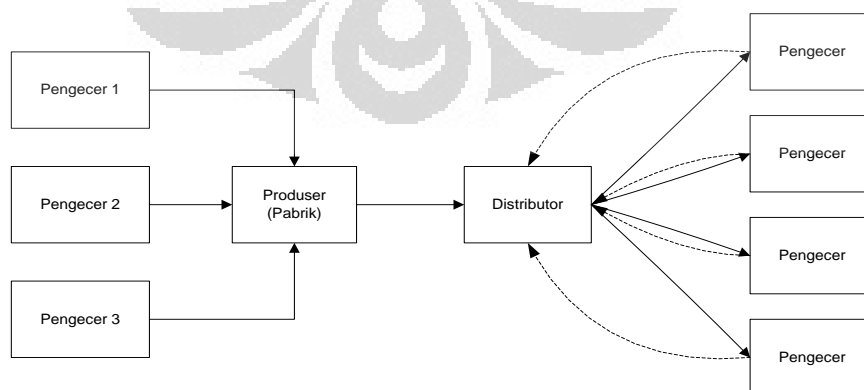 Pengecer 1
Pengecer 2
Pengecer 3
Produser
(Pabrik)
Distributor
Pengecer
Pengecer
Pengecer
Pengecer